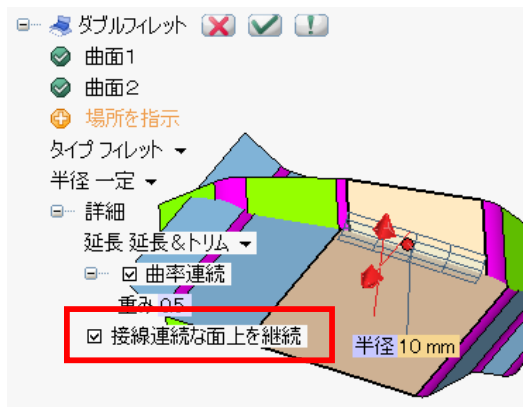 ダブルフィレット
曲面1
曲面2
場所を指示
タイプ フィレット
半径 一定
詳細
延長 延長＆トリム
曲率連続
重み 0.5
接線連続な面上を継続
半径 10 mm